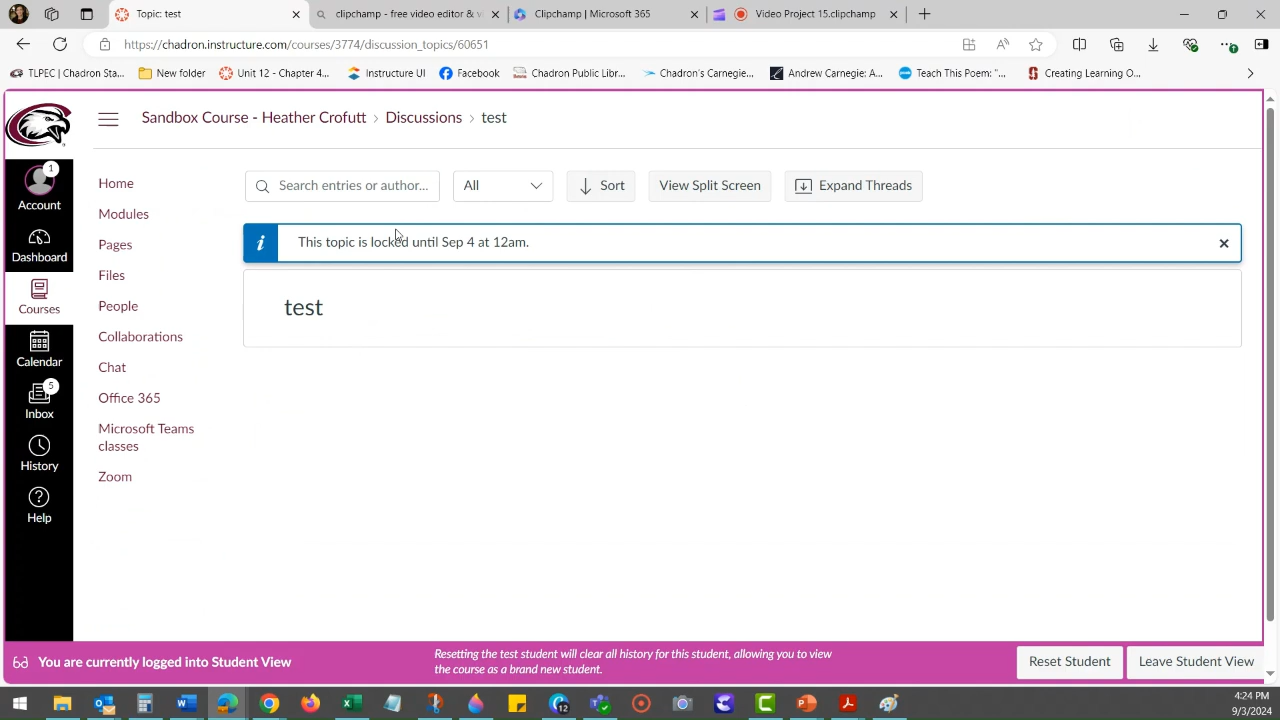 Topic: test
clipchamp - free video editor & vi
Clipchamp | Microsoft 365
Video Project 15.clipchamp
https://chadron.instructure.com/courses/3774/discussion_topics/60651
TLPEC | Chadron Sta...
New folder
Unit 12 - Chapter 4...
Instructure UI
Facebook
Chadron Public Libr...
Chadron's Carnegie...
Andrew Carnegie: A...
Teach This Poem: "...
Creating Learning O...
Sandbox Course - Heather Crofutt › Discussions › test
1
Account
Dashboard
Courses
Calendar
5
Inbox
History
Help
Home
Modules
Pages
Files
People
Collaborations
Chat
Office 365
Microsoft Teams
classes
Zoom
Search entries or author...
All
Sort
View Split Screen
Expand Threads
This topic is locked until Sep 4 at 12am.
test
You are currently logged into Student View
Resetting the test student will clear all history for this student, allowing you to view
the course as a brand new student.
Reset Student
Leave Student View
12
4:24 PM
9/3/2024